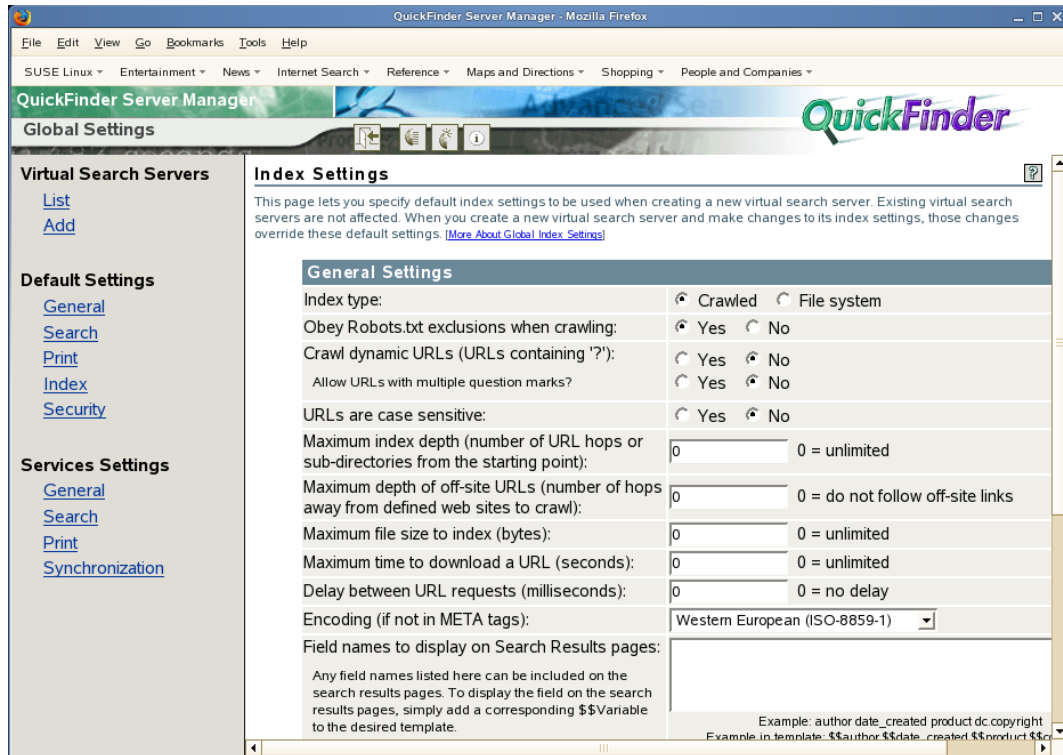 QuickFinder Server Manager - Mozilla Firefox
File Edit View Go Bookmarks Tools Help
SUSE Linux Entertainment News Internet Search Reference Maps and Directions Shopping People and Companies
QuickFinder Server Manager
Advanced Sea
QuickFinder
Global Settings
Virtual Search Servers
List
Add
Default Settings
General
Search
Print
Index
Security
Services Settings
General
Search
Print
Synchronization
Index Settings
This page lets you specify default index settings to be used when creating a new virtual search server. Existing virtual search
servers are not affected. When you create a new virtual search server and make changes to its index settings, those changes
override these default settings. [More About Global Index Settings]
General Settings
Index type: Crawled File system
Obey Robots.txt exclusions when crawling: Yes No
Crawl dynamic URLs (URLs containing '?'): Yes No
Allow URLs with multiple question marks? Yes No
URLs are case sensitive: Yes No
Maximum index depth (number of URL hops or
sub-directories from the starting point): 0 0 = unlimited
Maximum depth of off-site URLs (number of hops
away from defined web sites to crawl): 0 0 = do not follow off-site links
Maximum file size to index (bytes): 0 0 = unlimited
Maximum time to download a URL (seconds): 0 0 = unlimited
Delay between URL requests (milliseconds): 0 0 = no delay
Encoding (if not in META tags): Western European (ISO-8859-1)
Field names to display on Search Results pages:
Any field names listed here can be included on the
search results pages. To display the field on the search
results pages, simply add a corresponding $$Variable
to the desired template.
Example: author date_created product dc.copyright
Example in template: $$author $$date_created $$product